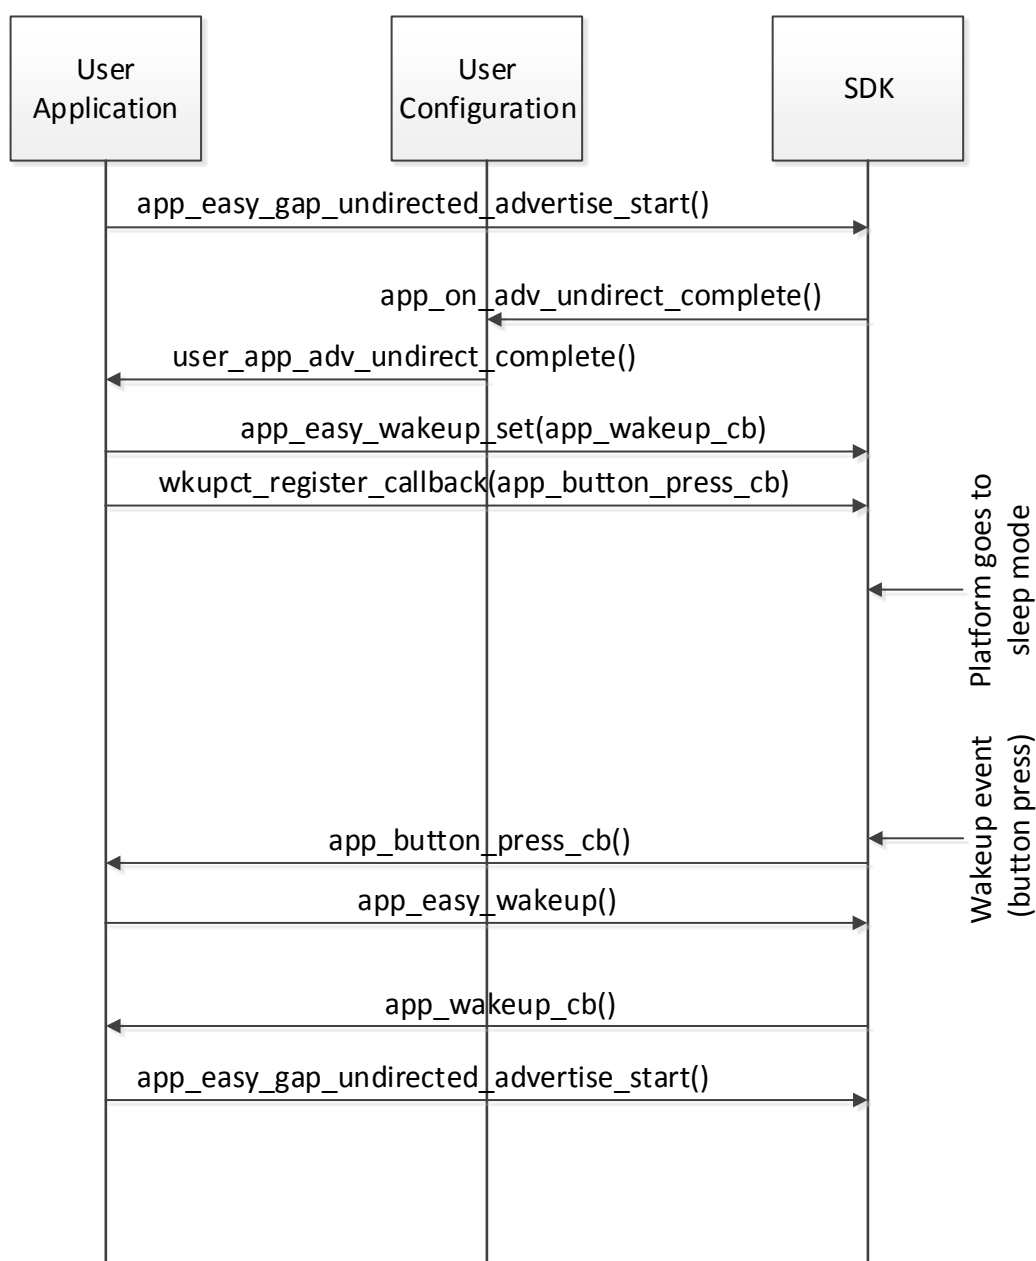 User
Application
User
Configuration
SDK
app_easy_gap_undirected_advertise_start()
app_on_adv_undirect_complete()
user_app_adv_undirect_complete()
app_easy_wakeup_set(app_wakeup_cb)
wkupct_register_callback(app_button_press_cb)
Platform goes to
sleep mode
Wakeup event
(button press)
app_button_press_cb()
app_easy_wakeup()
app_wakeup_cb()
app_easy_gap_undirected_advertise_start()